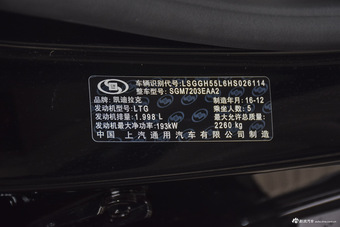 车辆识别代号:LSGGH55L6HS026114
整车型号:SGM7203EAA2
品牌:凯迪拉克 制造年月:16-12
发动机型号:LTG 乘坐人数:5
发动机排量:1.998 L 最大允许总质量:
发动机最大净功率:193kW 2260 kg
中国上汽通用汽车有限公司制造